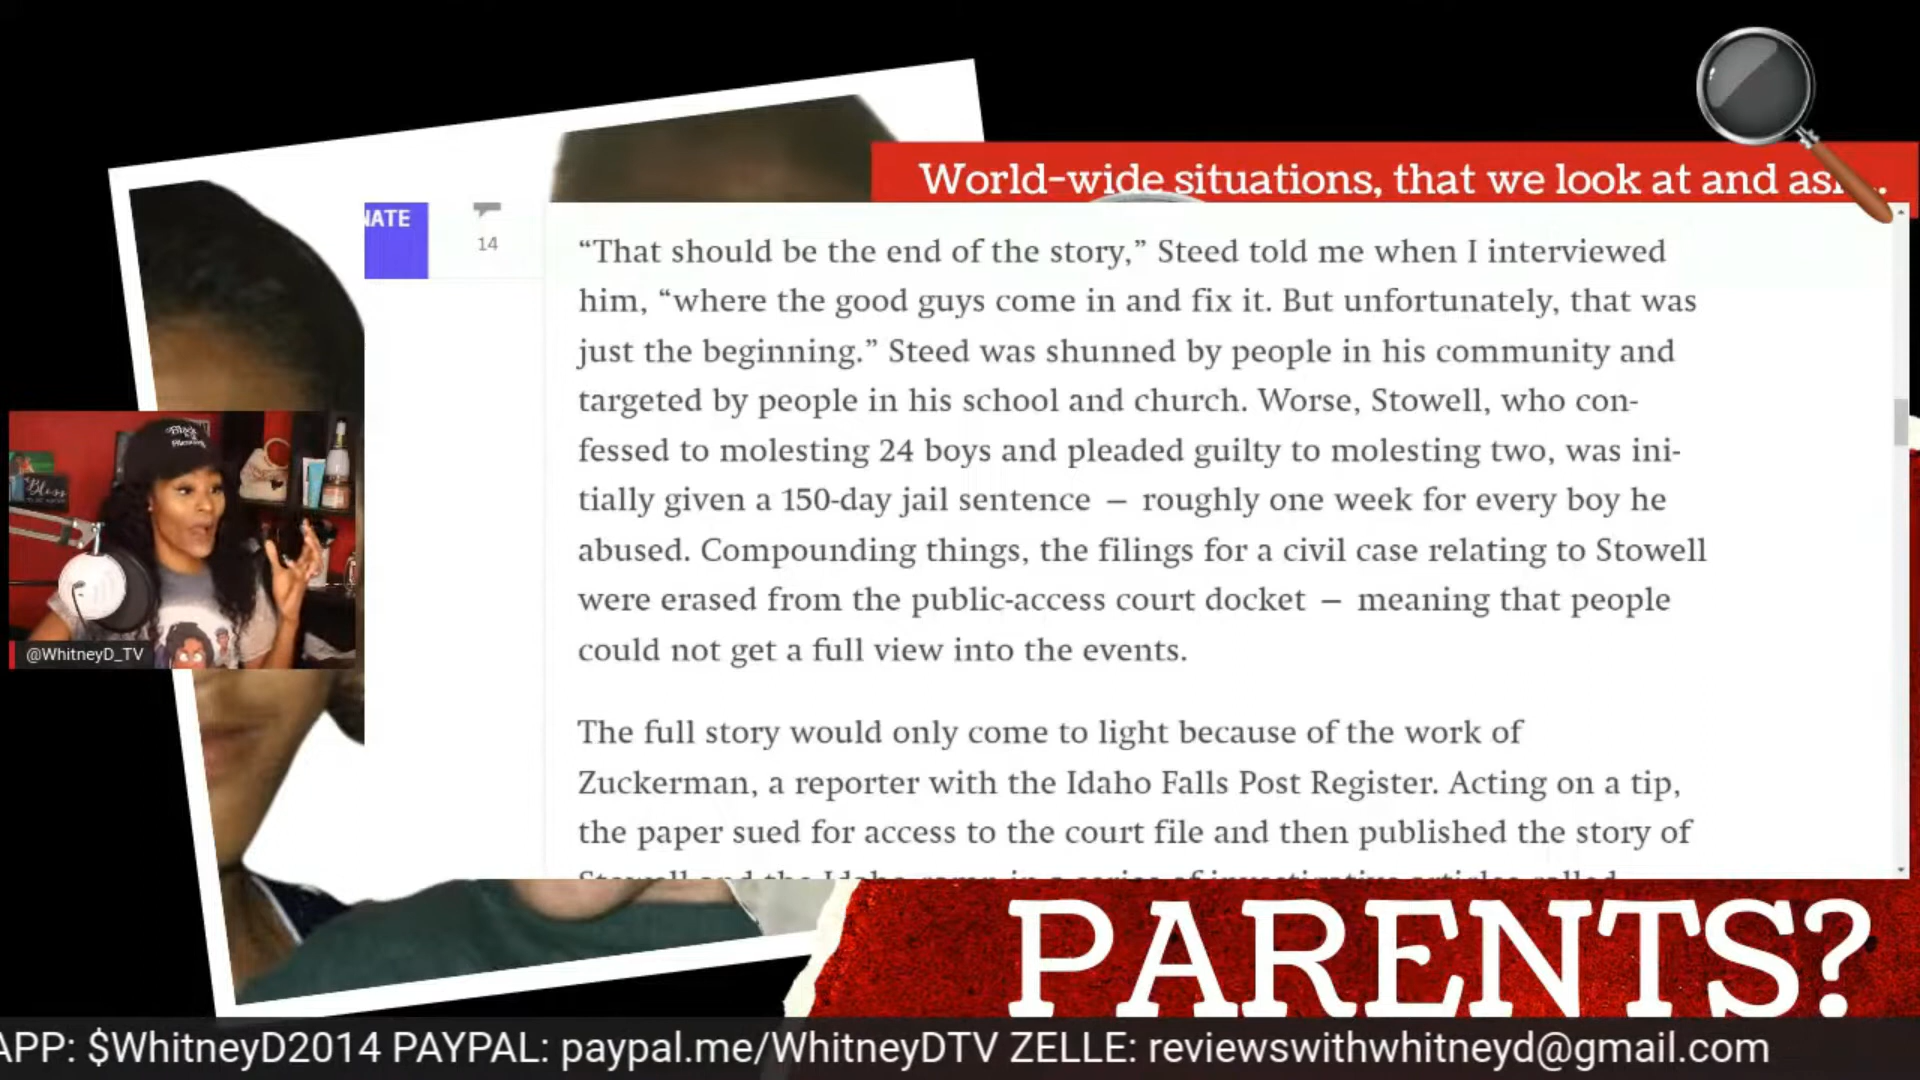 World-wide situations, that we look at and
NATE
14
“That should be the end of the story,” Steed told me when I interviewed
him, “where the good guys come in and fix it. But unfortunately, that was
just the beginning.” Steed was shunned by people in his community and
targeted by people in his school and church. Worse, Stowell, who con-
fessed to molesting 24 boys and pleaded guilty to molesting two, was ini-
tially given a 150-day jail sentence — roughly one week for every boy he
abused. Compounding things, the filings for a civil case relating to Stowell
were erased from the public-access court docket — meaning that people
could not get a full view into the events.
The full story would only come to light because of the work of
Zuckerman, a reporter with the Idaho Falls Post Register. Acting on a tip,
the paper sued for access to the court file and then published the story of
Black
Bless
@WhitneyD_TV
PARENTS?
APP: $WhitneyD2014 PAYPAL: paypal.me/WhitneyDTV ZELLE: reviewswithwhitneyd@gmail.com